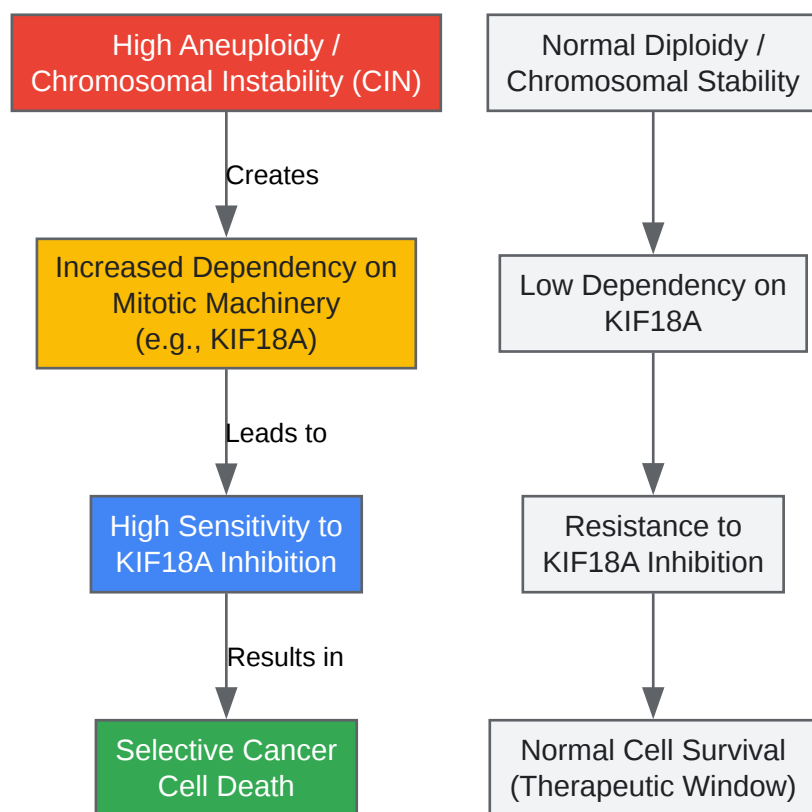 High Aneuploidy /
Chromosomal Instability (CIN)
Creates
Increased Dependency on
Mitotic Machinery
(e.g., KIF18A)
Leads to
High Sensitivity to
KIF18A Inhibition
Results in
Selective Cancer
Cell Death
Normal Diploidy /
Chromosomal Stability
Low Dependency on
KIF18A
Resistance to
KIF18A Inhibition
Normal Cell Survival
(Therapeutic Window)